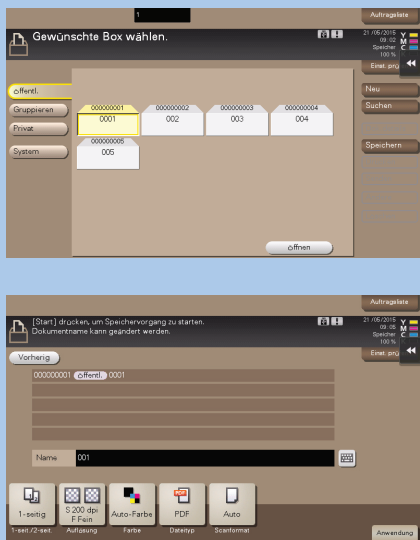 1
Auftragsliste
Gewünschte Box wählen.
21 /05/2015
09:02
Speicher
100 %
Y
M
C
Einst. prü
Öffentl.
Neu
Gruppieren
000000001
000000002
000000003
000000004
Suchen
0001
002
003
004
Privat
000000005
System
005
Speichern
Öffnen
Auftragsliste
[Start] drücken, um Speichervorgang zu starten.
Dokumentname kann geändert werden.
21 /05/2015
09:05
Speicher
100 %
Y
M
C
Einst. prü
Vorherig
000000001 Öffentl. 0001
Name 001
1-seitig
S 200 dpi
F Fein
Auto-Farbe
PDF
Auto
1-seit./2-seit.
Auflösung
Farbe
Dateityp
Scanformat
Anwendung